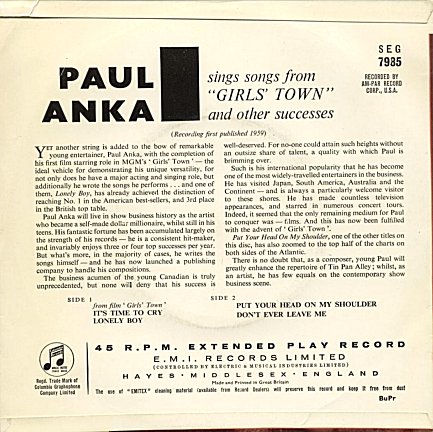 SEG
7985
PAUL
ANKA
sings songs from
"GIRLS' TOWN"
and other successes
RECORDED BY
AM-PAR RECORD
CORP., U.S.A.
(Recording first published 1959)
YET another string is added to the bow of remarkable
young entertainer, Paul Anka, with the completion of
his first film starring role in MGM's ' Girls' Town ' — the
ideal vehicle for demonstrating his unique versatility, for
not only does he have a major acting and singing role, but
additionally he wrote the songs he performs . . . and one of
them, Lonely Boy, has already achieved the distinction of
reaching No. 1 in the American best-sellers, and 3rd place
in the British top table.
Paul Anka will live in show business history as the artist
who became a self-made dollar millionaire, whilst still in his
teens. His fantastic fortune has been accumulated largely on
the strength of his records — he is a consistent hit-maker,
and invariably enjoys three or four top successes per year.
But what's more, in the majority of cases, he writes the
songs himself — and he has now launched a publishing
company to handle his compositions.
The business acumen of the young Canadian is truly
unprecedented, but none will deny that his success is
well-deserved. For no-one could attain such heights without
an outsize share of talent, a quality with which Paul is
brimming over.
Such is his international popularity that he has become
one of the most widely-travelled entertainers in the business.
He has visited Japan, South America, Australia and the
Continent — and is always a particularly welcome visitor
to these shores. He has made countless television
appearances, and starred in numerous concert tours.
Indeed, it seemed that the only remaining medium for Paul
to conquer was — films. And this has now been fulfilled
with the advent of ' Girls' Town '.
Put Your Head On My Shoulder, one of the other titles on
this disc, has also zoomed to the top half of the charts on
both sides of the Atlantic.
There is no doubt that, as a composer, young Paul will
greatly enhance the repertoire of Tin Pan Alley; whilst, as
an artist, he has few equals on the contemporary show
business scene.
SIDE 1
from film ' Girls' Town '
IT'S TIME TO CRY
LONELY BOY
SIDE 2
PUT YOUR HEAD ON MY SHOULDER
DON'T EVER LEAVE ME
45 R.P.M. EXTENDED PLAY RECORD
E.M.I. RECORDS LIMITED
(CONTROLLED BY ELECTRIC & MUSICAL INDUSTRIES LIMITED)
HAYES · MIDDLESEX · ENGLAND
Made and Printed in Great Britain
Regd. Trade Mark of
Columbia Graphophone
Company Limited
The use of "EMITEX" cleaning material (available from Record Dealers) will preserve this record and keep it free from dust
BuPr